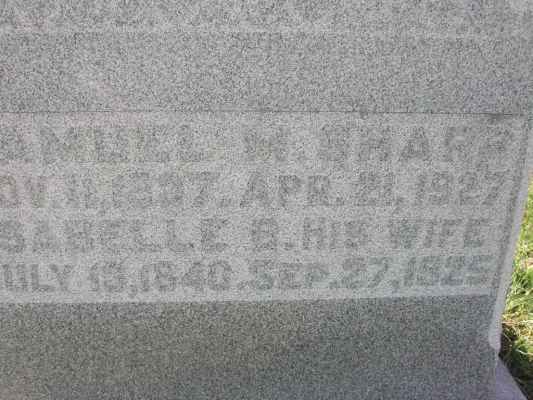 AMUEL M. SHARP
OV. 11, 1837. APR. 21, 1927
SABELLE B. HIS WIFE
ULY 13, 1840. SEP. 27, 1925